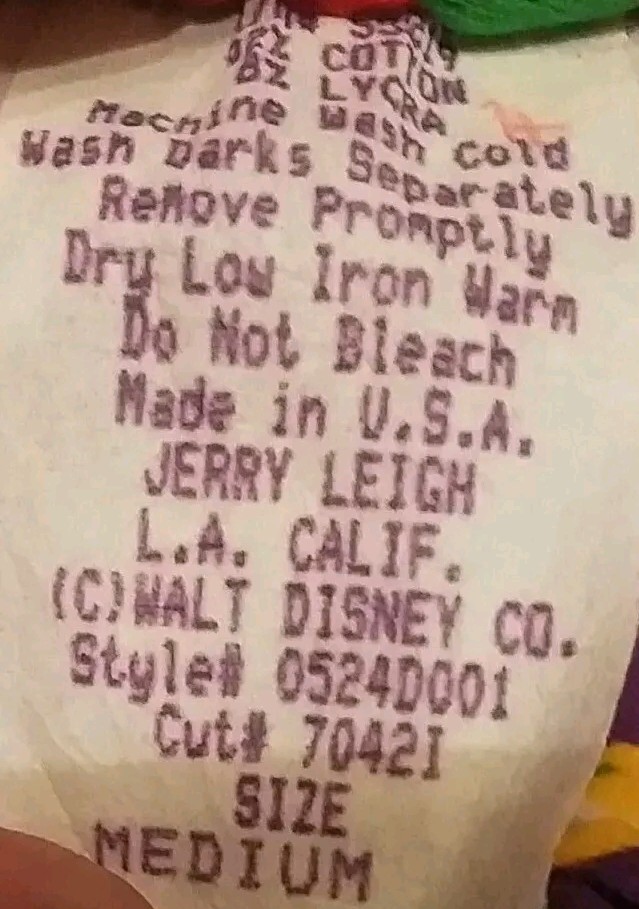 COTTON
LYCRA
Machine Wash Cold
Wash Darks Separately
Remove Promptly
Dry Low Iron Warm
Do Not Bleach
Made in U.S.A.
JERRY LEIGH
L.A. CALIF.
(C)WALT DISNEY CO.
Style# 0524D001
Cut# 7042I
SIZE
MEDIUM